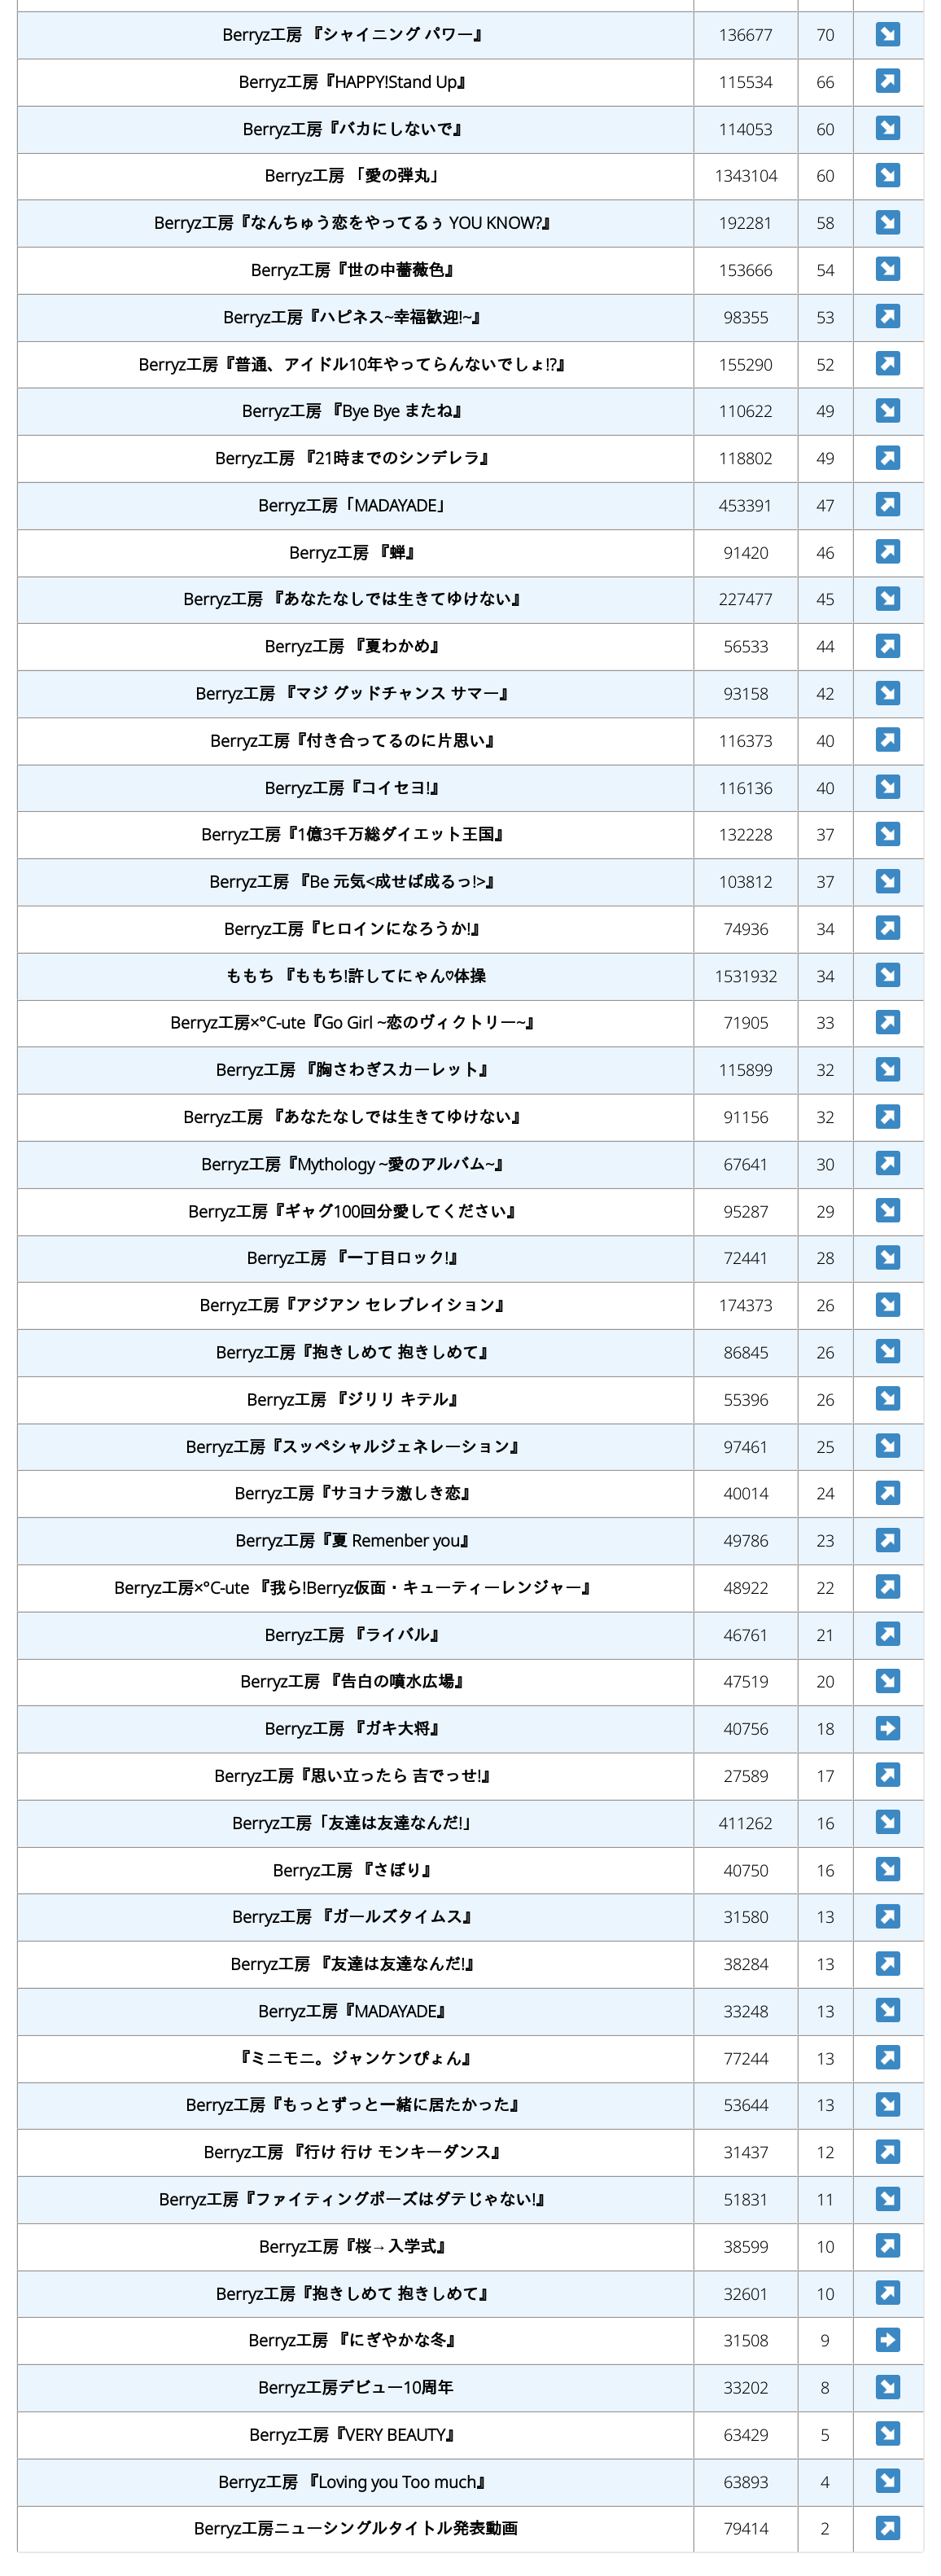 Berryz工房 『シャイニング パワー』 136677 70 ↘
Berryz工房『HAPPY!Stand Up』 115534 66 ↗
Berryz工房『バカにしないで』 114053 60 ↘
Berryz工房 「愛の弾丸」 1343104 60 ↘
Berryz工房『なんちゅう恋をやってるぅ YOU KNOW?』 192281 58 ↘
Berryz工房『世の中薔薇色』 153666 54 ↘
Berryz工房『ハピネス~幸福歓迎!~』 98355 53 ↗
Berryz工房『普通、アイドル10年やってらんないでしょ!?』 155290 52 ↗
Berryz工房 『Bye Bye またね』 110622 49 ↘
Berryz工房 『21時までのシンデレラ』 118802 49 ↗
Berryz工房「MADAYADE」 453391 47 ↗
Berryz工房 『蝉』 91420 46 ↗
Berryz工房 『あなたなしでは生きてゆけない』 227477 45 ↘
Berryz工房 『夏わかめ』 56533 44 ↗
Berryz工房 『マジ グッドチャンス サマー』 93158 42 ↘
Berryz工房『付き合ってるのに片思い』 116373 40 ↗
Berryz工房『コイセヨ!』 116136 40 ↘
Berryz工房『1億3千万総ダイエット王国』 132228 37 ↘
Berryz工房 『Be 元気<成せば成るっ!>』 103812 37 ↘
Berryz工房『ヒロインになろうか!』 74936 34 ↗
ももち 『ももち!許してにゃん♡体操 1531932 34 ↘
Berryz工房×°C-ute『Go Girl ~恋のヴィクトリー~』 71905 33 ↗
Berryz工房 『胸さわぎスカーレット』 115899 32 ↘
Berryz工房 『あなたなしでは生きてゆけない』 91156 32 ↗
Berryz工房『Mythology ~愛のアルバム~』 67641 30 ↗
Berryz工房『ギャグ100回分愛してください』 95287 29 ↘
Berryz工房 『一丁目ロック!』 72441 28 ↘
Berryz工房『アジアン セレブレイション』 174373 26 ↘
Berryz工房『抱きしめて 抱きしめて』 86845 26 ↘
Berryz工房 『ジリリ キテル』 55396 26 ↘
Berryz工房『スッペシャルジェネレ〜ション』 97461 25 ↘
Berryz工房『サヨナラ激しき恋』 40014 24 ↗
Berryz工房『夏 Remenber you』 49786 23 ↗
Berryz工房×°C-ute 『我ら!Berryz仮面・キューティーレンジャー』 48922 22 ↗
Berryz工房 『ライバル』 46761 21 ↗
Berryz工房 『告白の噴水広場』 47519 20 ↘
Berryz工房 『ガキ大将』 40756 18 →
Berryz工房『思い立ったら 吉でっせ!』 27589 17 ↗
Berryz工房「友達は友達なんだ!」 411262 16 ↘
Berryz工房 『さぼり』 40750 16 ↘
Berryz工房 『ガールズタイムス』 31580 13 ↗
Berryz工房 『友達は友達なんだ!』 38284 13 ↗
Berryz工房『MADAYADE』 33248 13 ↘
『ミニモニ。ジャンケンぴょん』 77244 13 ↗
Berryz工房『もっとずっと一緒に居たかった』 53644 13 ↘
Berryz工房 『行け 行け モンキーダンス』 31437 12 ↗
Berryz工房『ファイティングポーズはダテじゃない!』 51831 11 ↘
Berryz工房『桜→入学式』 38599 10 ↗
Berryz工房『抱きしめて 抱きしめて』 32601 10 ↗
Berryz工房 『にぎやかな冬』 31508 9 →
Berryz工房デビュー10周年 33202 8 ↘
Berryz工房『VERY BEAUTY』 63429 5 ↘
Berryz工房 『Loving you Too much』 63893 4 ↘
Berryz工房ニューシングルタイトル発表動画 79414 2 ↗